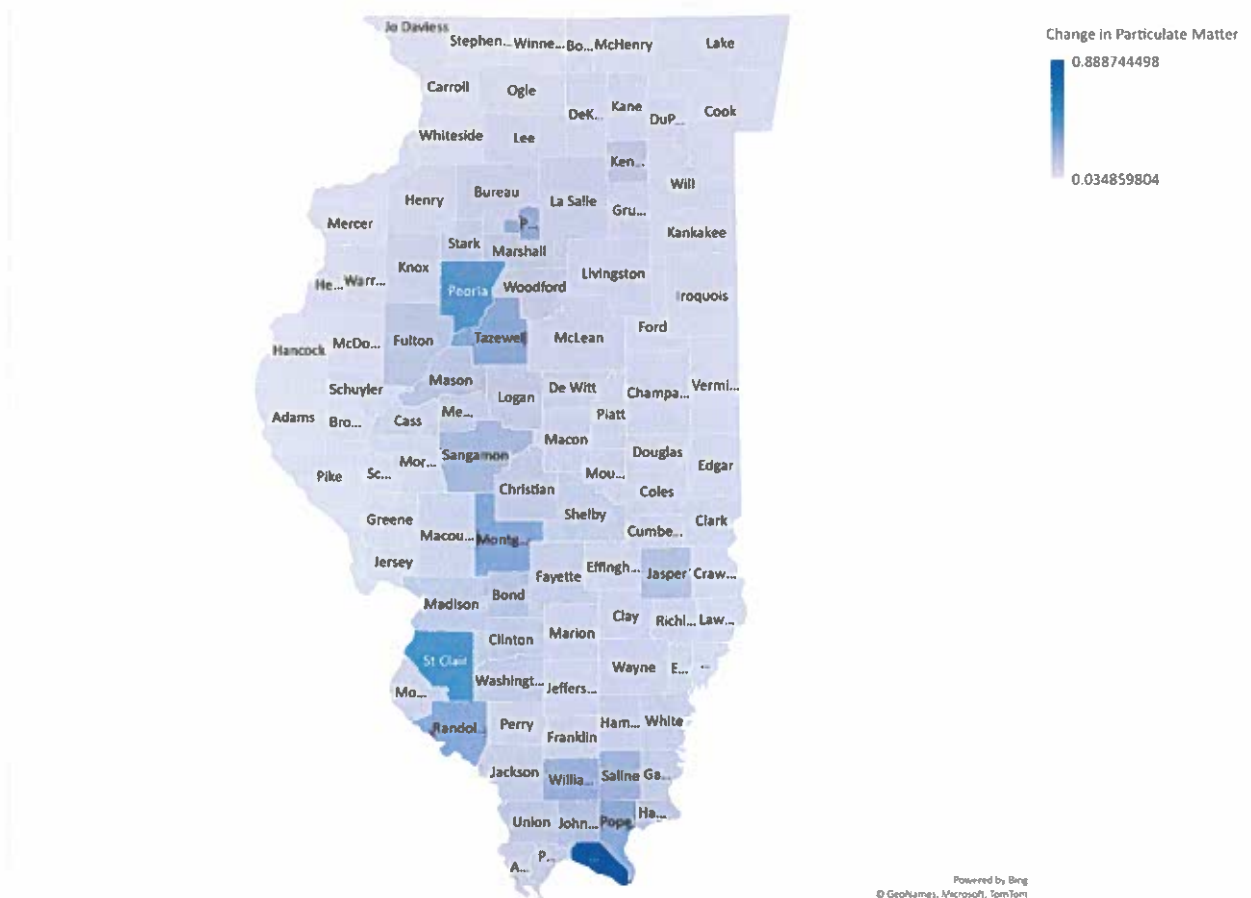 Jo Daviess
Stephen... Winne... Bo... McHenry Lake
Change in Particulate Matter
0.888744498
0.034859804
Carroll Ogle DeK... Kane DuP... Cook
Whiteside Lee Ken...
Will
Henry Bureau La Salle Gru...
Mercer P... Kankakee
Stark Marshall
Knox Livingston
He... Warr... Peoria Woodford Iroquois
Hancock McDo... Fulton Tazewell McLean Ford
Schuyler Mason Logan De Witt Champa... Vermi...
Adams Bro... Cass Me... Piatt
Macon
Pike Sc... Mor... Sangamon Mou... Douglas Edgar
Christian Coles
Greene Shelby Clark
Macou... Montg... Cumbe...
Jersey Fayette Effingh... Jasper Craw...
Madison Bond
Clay Richl... Law...
Clinton Marion
St Clair Wayne E... ...
Mo... Washingt... Jeffers...
Randol... Perry Franklin Ham... White
Jackson Willia... Saline Ga...
Union John... Pope Ha...
A... P... ...
Powered by Bing
© GeoNames, Microsoft, TomTom